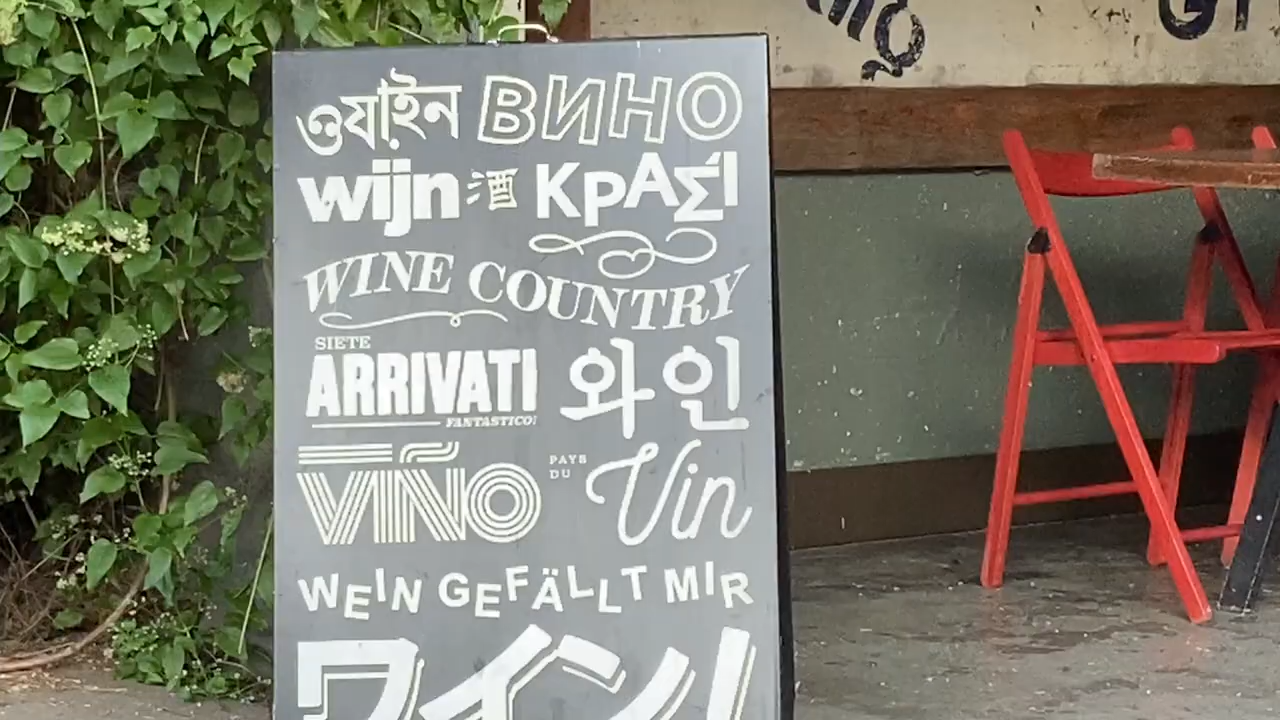 ওয়াইন ВИНО
wijn 酒 ΚρΑΣί
WINE COUNTRY
SIETE
ARRIVATI 와인
FANTASTICO!
VIÑO PAYS DU Vin
WEIN GEFÄLLT MIR
ワイン!